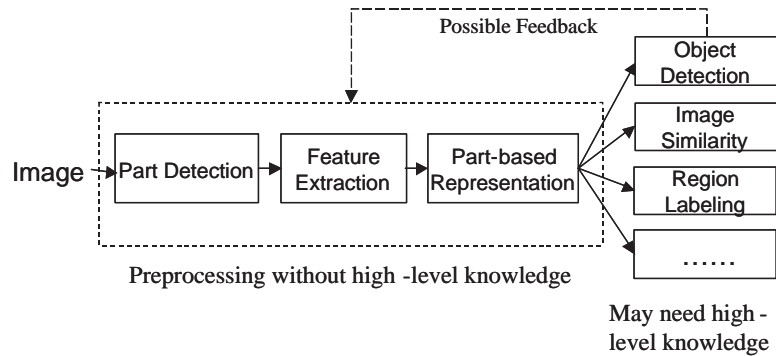 Possible Feedback
Object
Detection
Image
Similarity
Region
Labeling
......
Image
Part Detection
Feature
Extraction
Part-based
Representation
Preprocessing without high -level knowledge
May need high -
level knowledge